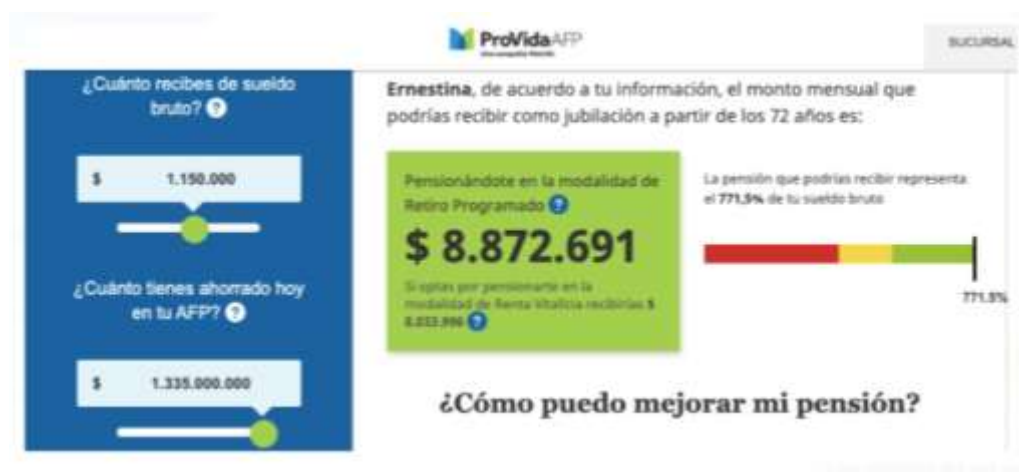 ProVida AFP
SUCURSAL
¿Cuánto recibes de sueldo
bruto? ?
$ 1.150.000
¿Cuánto tienes ahorrado hoy
en tu AFP? ?
$ 1.335.000.000
Ernestina, de acuerdo a tu información, el monto mensual que
podrías recibir como jubilación a partir de los 72 años es:
Pensionándote en la modalidad de
Retiro Programado ?
$ 8.872.691
Si optas por pensionarte en la
modalidad de Renta Vitalicia recibirías $
?
La pensión que podrías recibir representa
el 771,5% de tu sueldo bruto
771.5%
¿Cómo puedo mejorar mi pensión?